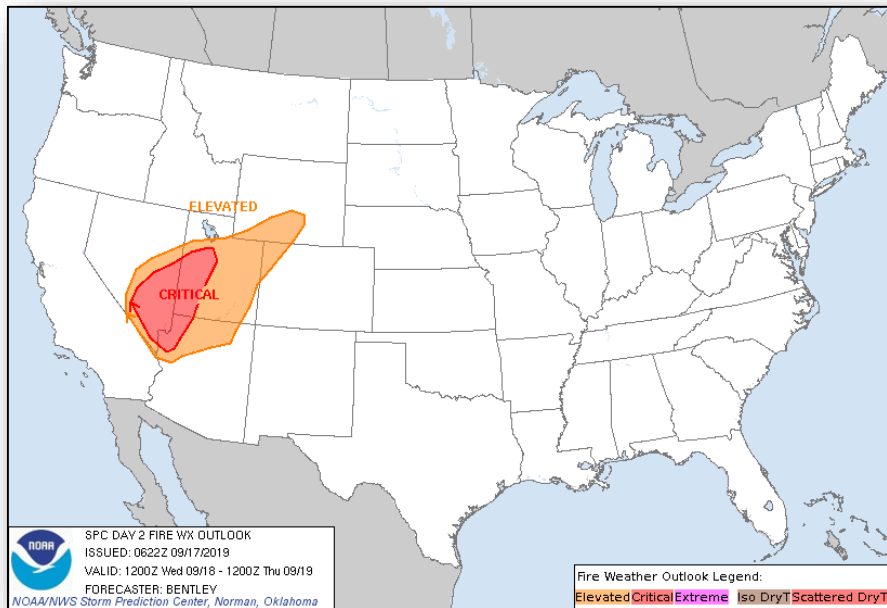 ELEVATED
CRITICAL
NOAA
SPC DAY 2 FIRE WX OUTLOOK
ISSUED: 0622Z 09/17/2019
VALID: 1200Z Wed 09/18 - 1200Z Thu 09/19
FORECASTER: BENTLEY
NOAA/NWS Storm Prediction Center, Norman, Oklahoma
Fire Weather Outlook Legend:
Elevated Critical Extreme Iso DryT Scattered DryT